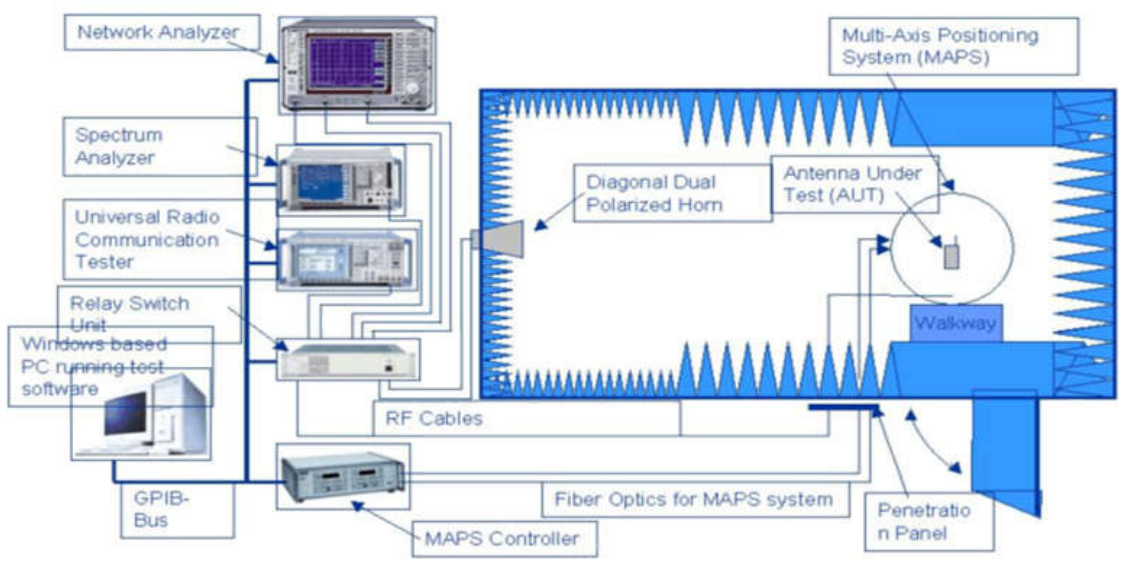 Network Analyzer
Multi-Axis Positioning
System (MAPS)
Spectrum
Analyzer
Diagonal Dual
Polarized Horn
Antenna Under
Test (AUT)
Universal Radio
Communication
Tester
Relay Switch
Unit
Walkway
Windows based
PC running test
software
RF Cables
GPIB-
Bus
Fiber Optics for MAPS system
Penetratio
n Panel
MAPS Controller